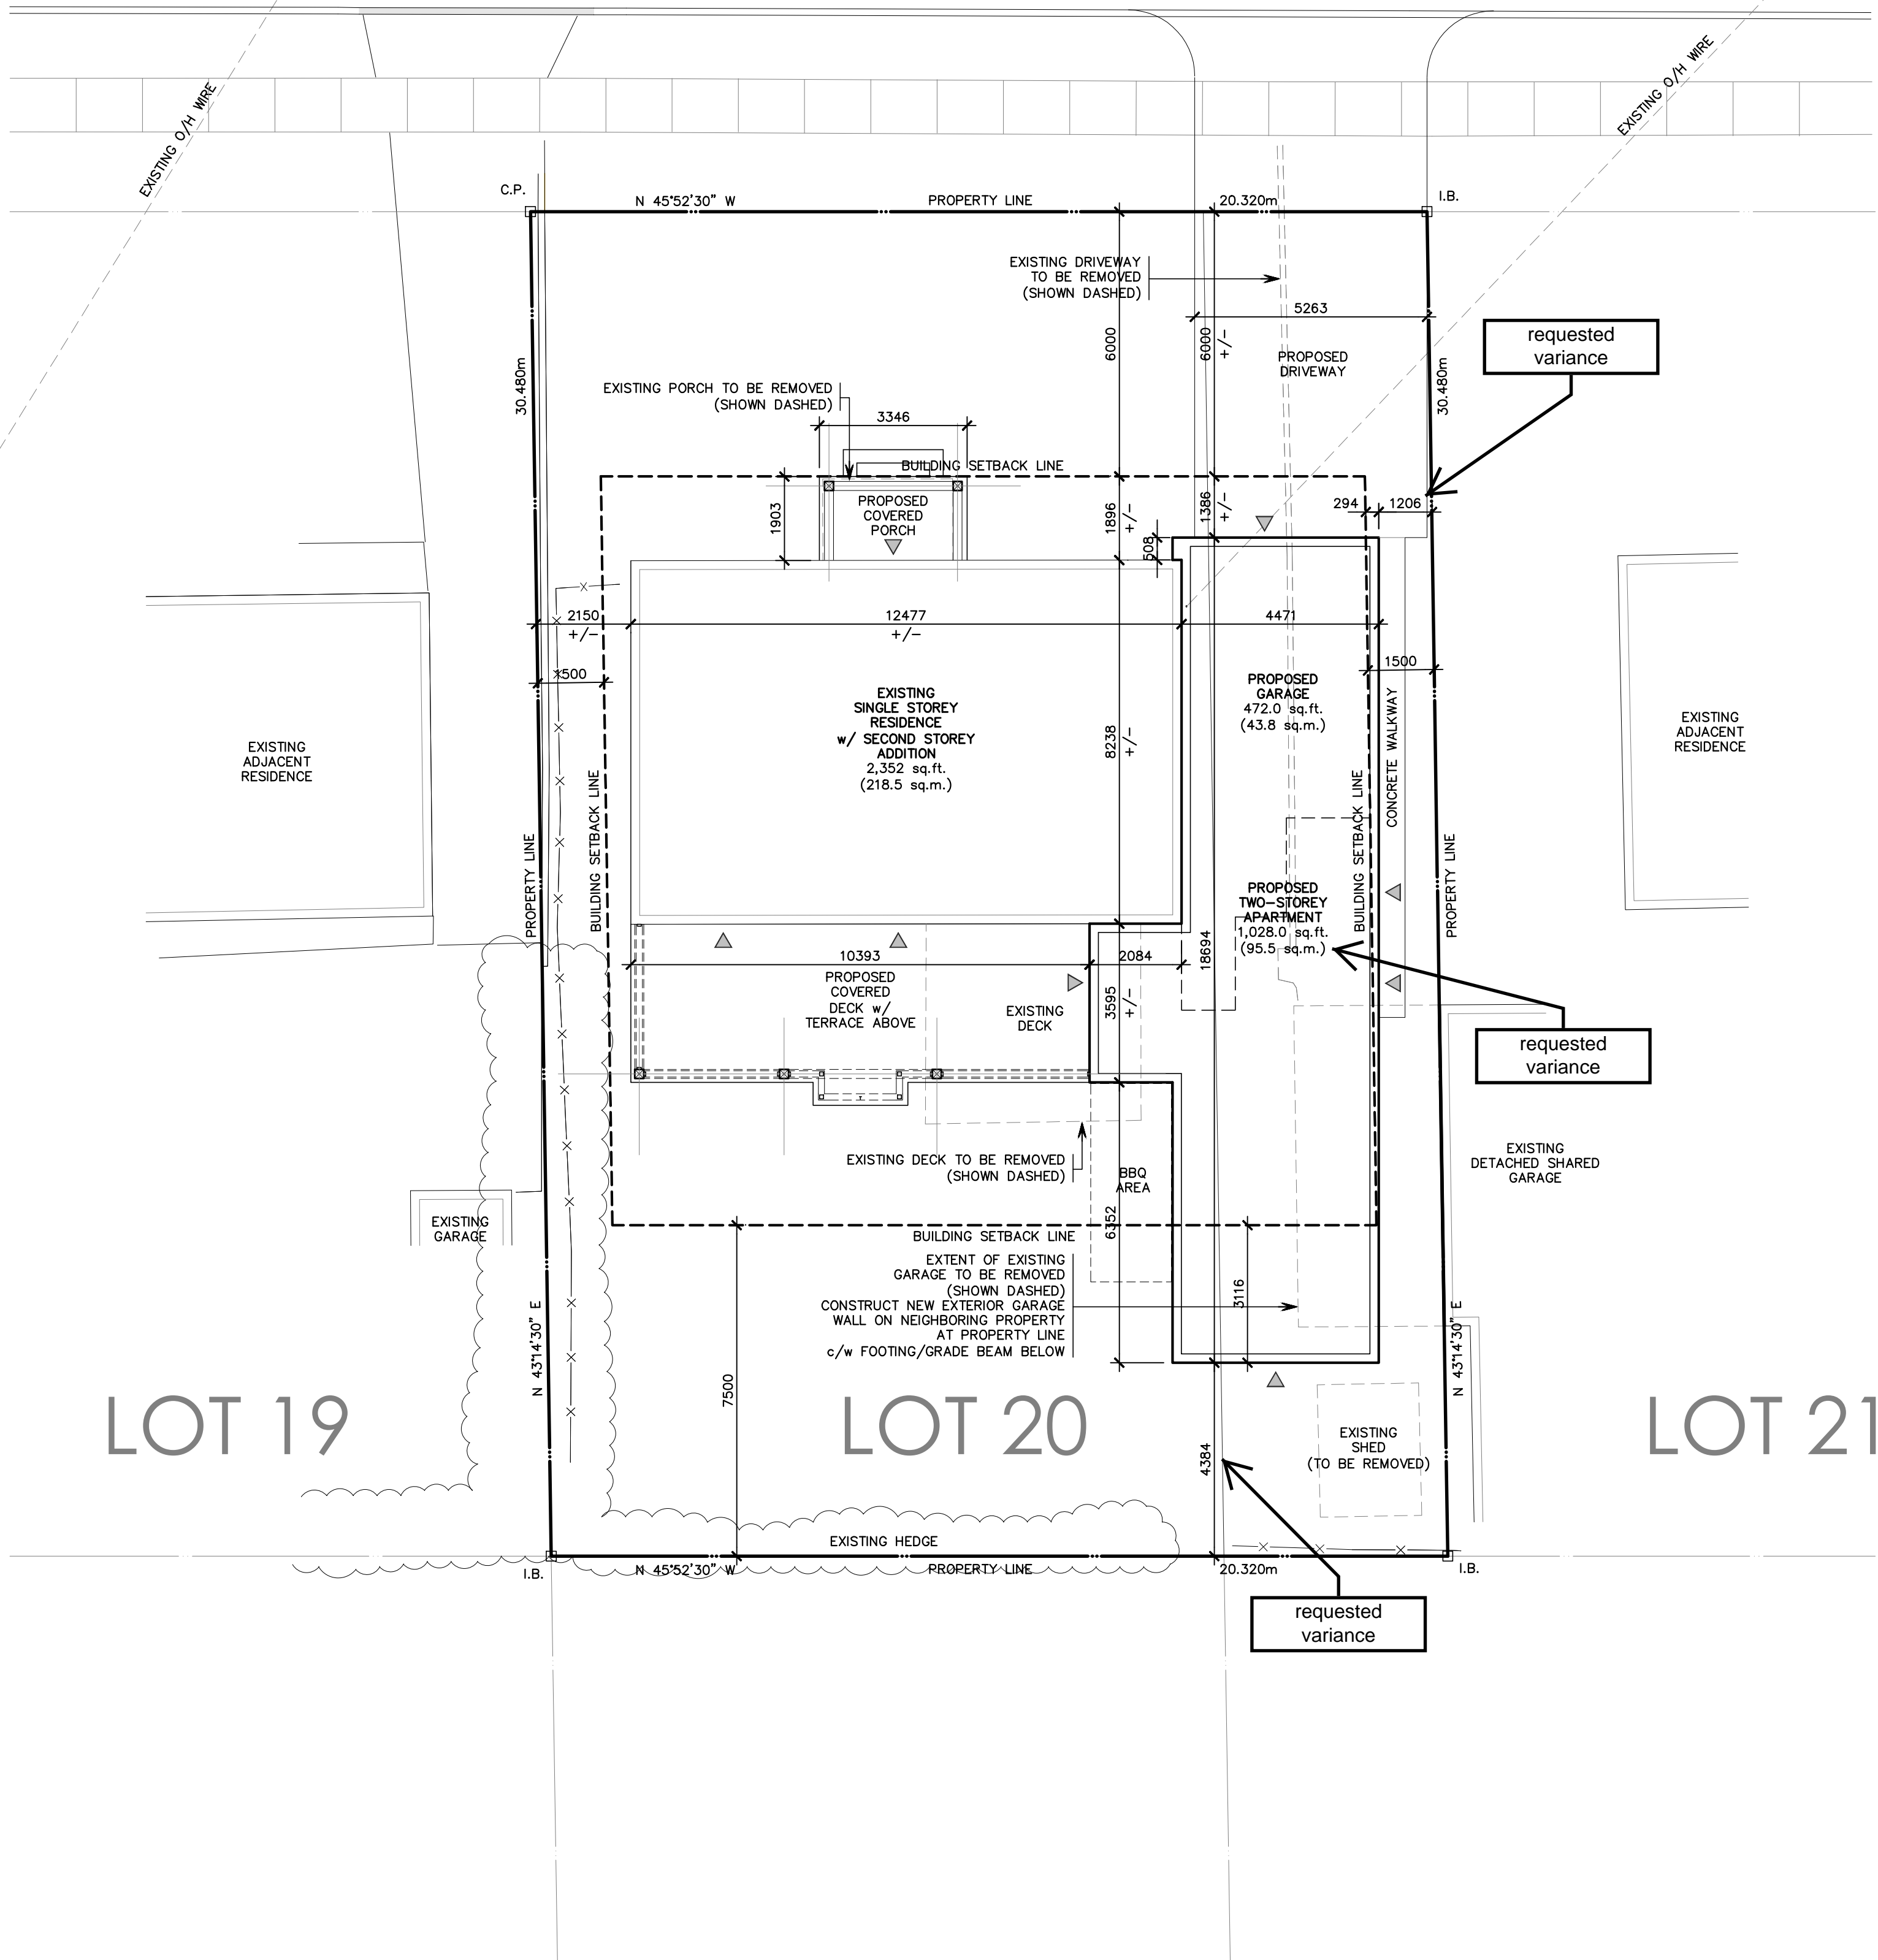 EXISTING O/H WIRE
EXISTING O/H WIRE
C.P.
N 45°52'30" W
PROPERTY LINE
20.320m
I.B.
EXISTING DRIVEWAY
TO BE REMOVED
(SHOWN DASHED)
5263
requested
variance
6000
6000
+/-
PROPOSED
DRIVEWAY
30.480m
30.480m
EXISTING PORCH TO BE REMOVED
(SHOWN DASHED)
3346
BUILDING SETBACK LINE
1903
PROPOSED
COVERED
PORCH
1896
+/-
508
1386
+/-
294
1206
2150
+/-
12477
+/-
4471
1500
1500
EXISTING
SINGLE STOREY
RESIDENCE
w/ SECOND STOREY
ADDITION
2,352 sq.ft.
(218.5 sq.m.)
PROPOSED
GARAGE
472.0 sq.ft.
(43.8 sq.m.)
8238
+/-
EXISTING
ADJACENT
RESIDENCE
EXISTING
ADJACENT
RESIDENCE
PROPERTY LINE
BUILDING SETBACK LINE
BUILDING SETBACK LINE
CONCRETE WALKWAY
PROPERTY LINE
PROPOSED
TWO-STOREY
APARTMENT
1,028.0 sq.ft.
(95.5 sq.m.)
10393
2084
18694
3595
+/-
PROPOSED
COVERED
DECK w/
TERRACE ABOVE
EXISTING
DECK
requested
variance
EXISTING DECK TO BE REMOVED
(SHOWN DASHED)
BBQ
AREA
EXISTING
DETACHED SHARED
GARAGE
EXISTING
GARAGE
6352
BUILDING SETBACK LINE
EXTENT OF EXISTING
GARAGE TO BE REMOVED
(SHOWN DASHED)
CONSTRUCT NEW EXTERIOR GARAGE
WALL ON NEIGHBORING PROPERTY
AT PROPERTY LINE
c/w FOOTING/GRADE BEAM BELOW
3116
7500
N 43°14'30" E
N 43°14'30" E
LOT 19
LOT 20
LOT 21
4384
EXISTING
SHED
(TO BE REMOVED)
EXISTING HEDGE
I.B.
N 45°52'30" W
PROPERTY LINE
20.320m
I.B.
requested
variance